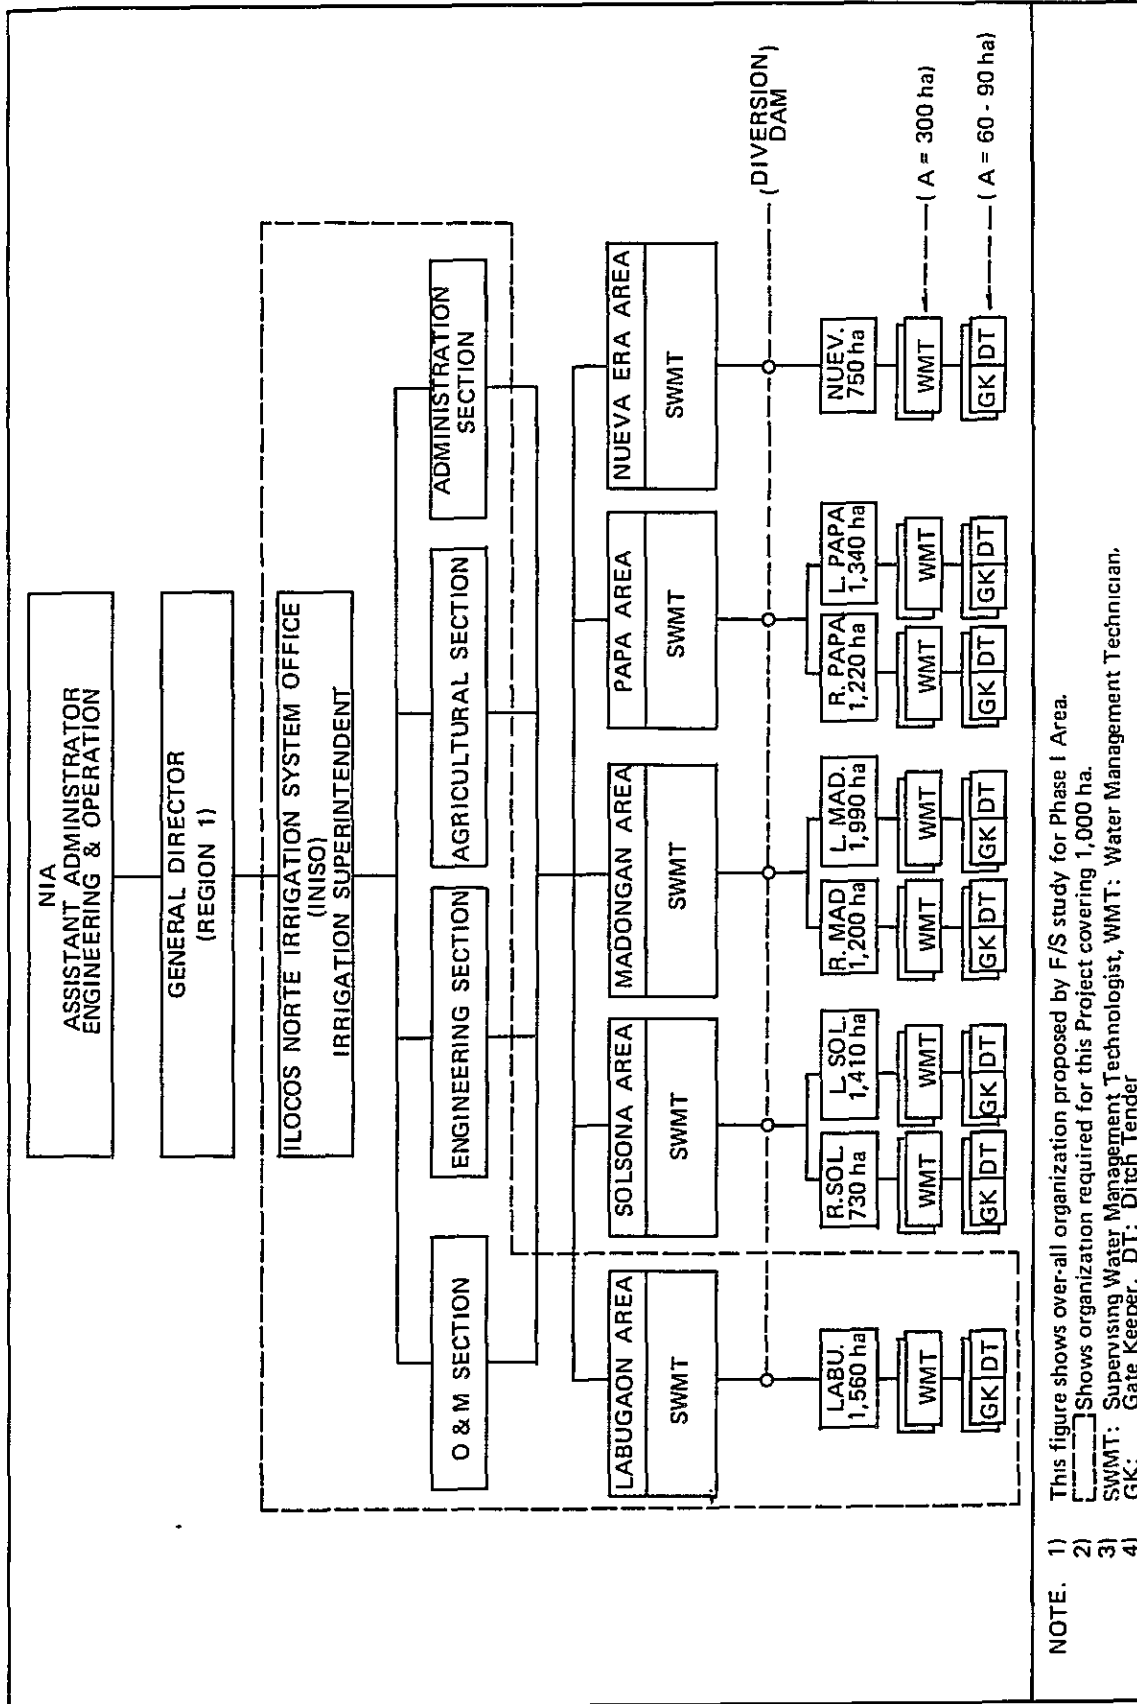 NIA
ASSISTANT ADMINISTRATOR
ENGINEERING & OPERATION
GENERAL DIRECTOR
(REGION 1)
ILOCOS NORTE IRRIGATION SYSTEM OFFICE
(INISO)
IRRIGATION SUPERINTENDENT
O & M SECTION
ENGINEERING SECTION
AGRICULTURAL SECTION
ADMINISTRATION
SECTION
LABUGAON AREA
SWMT
SOLSONA AREA
SWMT
MADONGAN AREA
SWMT
PAPA AREA
SWMT
NUEVA ERA AREA
SWMT
(DIVERSION)
DAM
LABU.
1,560 ha
R.SOL.
730 ha
L. SOL.
1,410 ha
R. MAD
1,200 ha
L. MAD.
1,990 ha
R. PAPA
1,220 ha
L. PAPA
1,340 ha
NUEV.
750 ha
WMT
WMT
WMT
WMT
WMT
WMT
WMT
WMT
(A = 300 ha)
GK DT
GK DT
GK DT
GK DT
GK DT
GK DT
GK DT
GK DT
(A = 60 - 90 ha)
NOTE. 1) This figure shows over-all organization proposed by F/S study for Phase I Area.
2) Shows organization required for this Project covering 1,000 ha.
3) SWMT: Supervising Water Management Technologist, WMT: Water Management Technician,
4) GK: Gate Keeper, DT: Ditch Tender